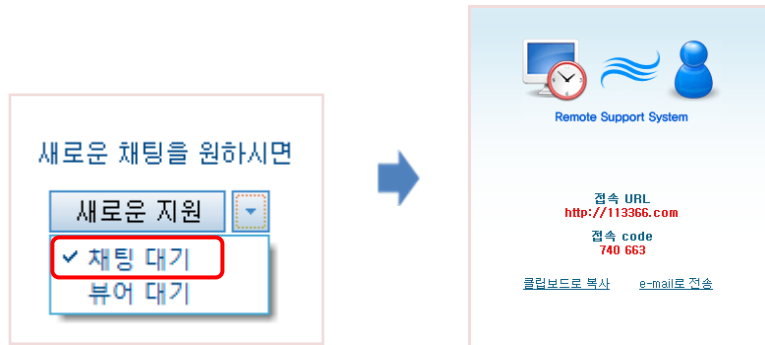 새로운 채팅을 원하시면
새로운 지원
채팅 대기
뷰어 대기
Remote Support System
접속 URL
http://113366.com
접속 code
740 663
클립보드로 복사 e-mail로 전송